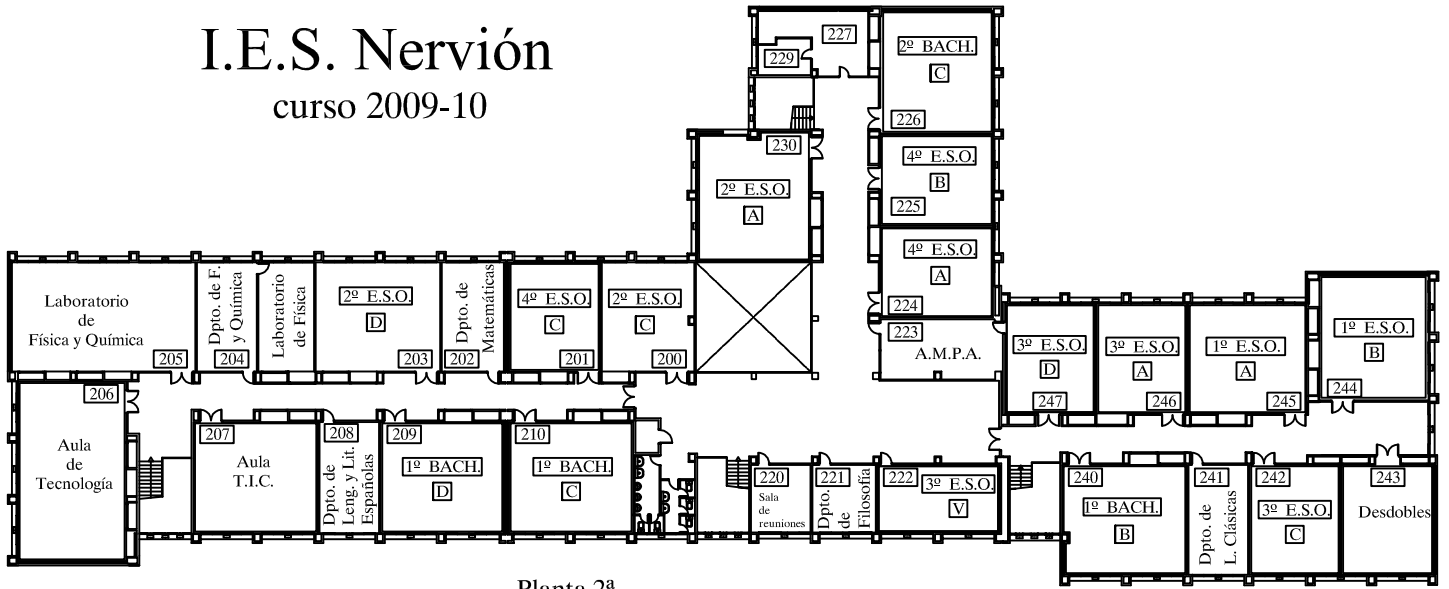 I.E.S. Nervión
curso 2009-10
227
229
2º BACH.
C
226
230
2º E.S.O.
A
4º E.S.O.
B
225
4º E.S.O.
A
224
223
A.M.P.A.
Laboratorio
de
Física y Química
205
Dpto. de F.
y Química
204
Laboratorio
de Física
2º E.S.O.
D
203
Dpto. de
Matemáticas
202
4º E.S.O.
C
201
2º E.S.O.
C
200
3º E.S.O.
D
247
3º E.S.O.
A
246
1º E.S.O.
A
245
1º E.S.O.
B
244
206
Aula
de
Tecnología
207
Aula
T.I.C.
208
Dpto. de
Leng. y Lit.
Españolas
209
1º BACH.
D
210
1º BACH.
C
220
Sala
de
reuniones
221
Dpto.
de
Filosofía
222
3º E.S.O.
V
240
1º BACH.
B
241
Dpto. de
L. Clásicas
242
3º E.S.O.
C
243
Desdobles
Planta 2ª